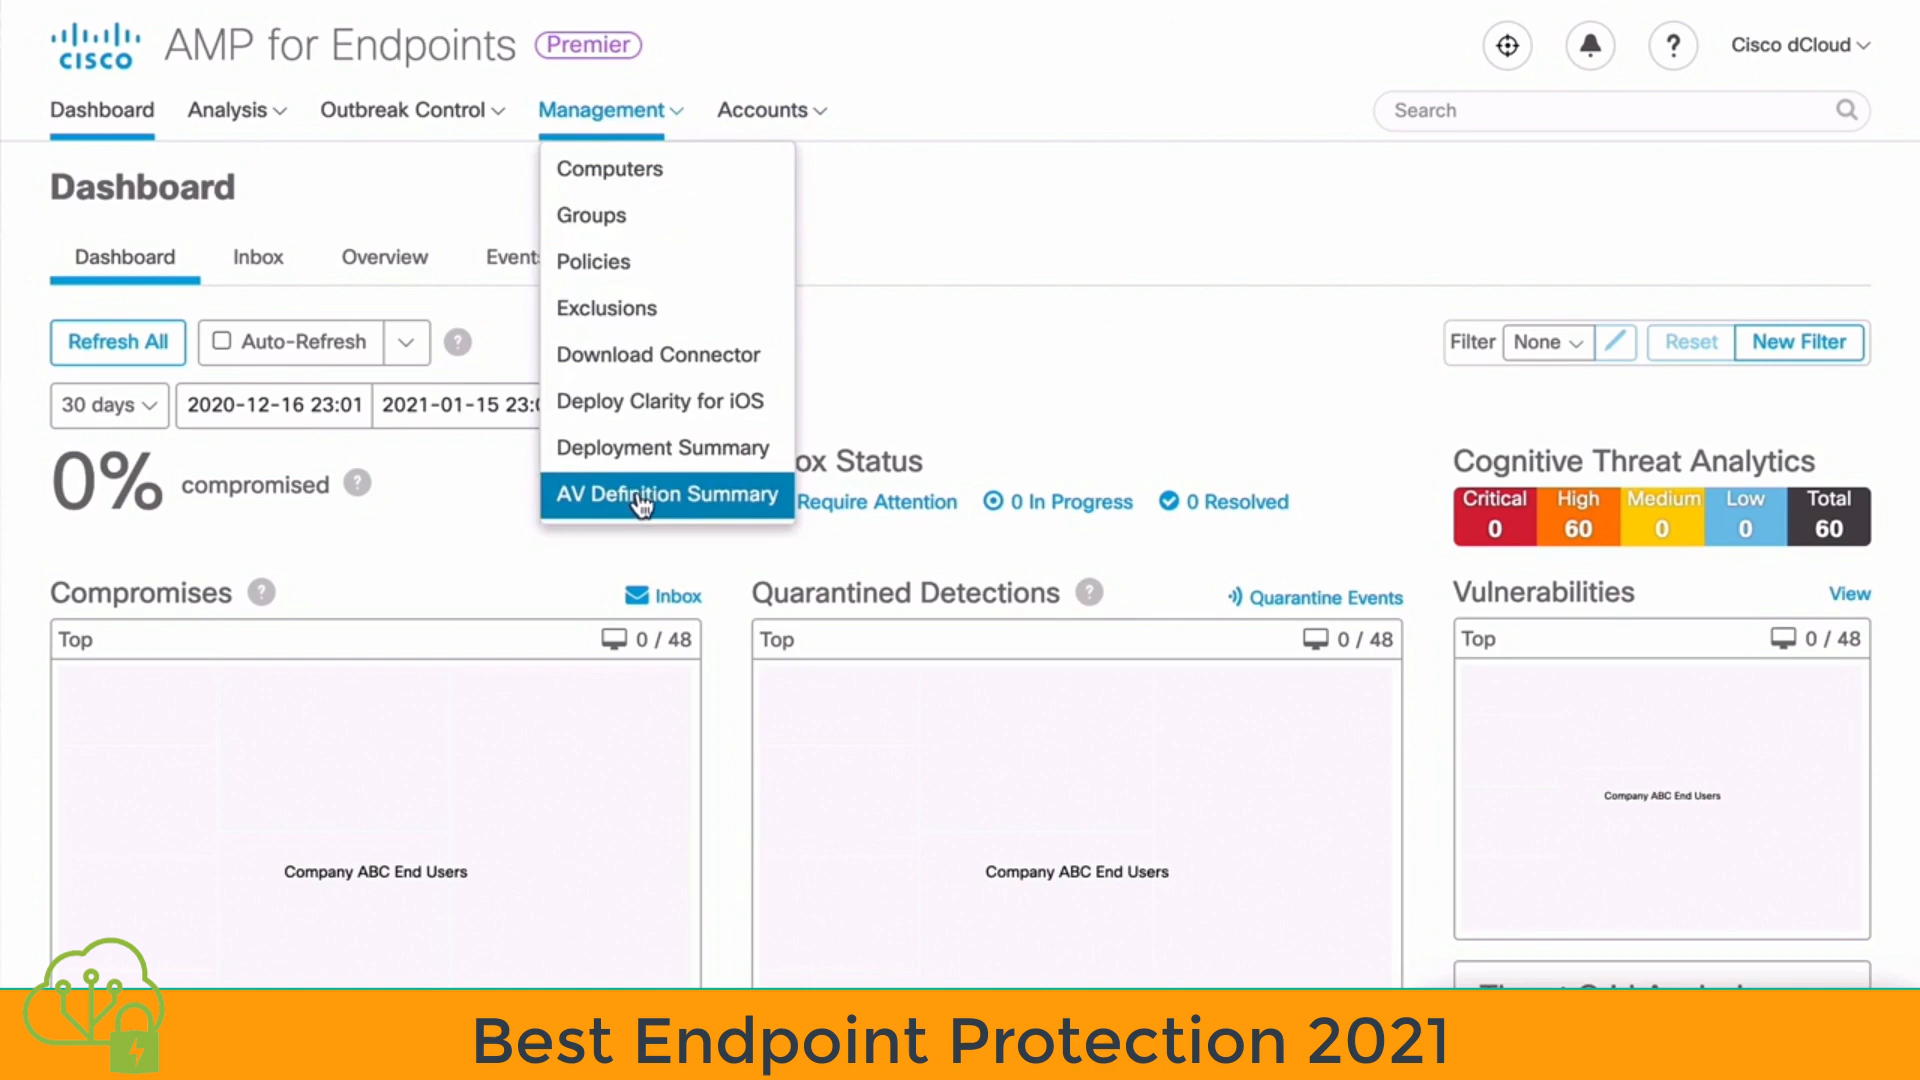 CISCO AMP for Endpoints Premier
Cisco dCloud
Dashboard Analysis Outbreak Control Management Accounts
Search
Computers
Groups
Policies
Exclusions
Download Connector
Deploy Clarity for iOS
Deployment Summary
AV Definition Summary
Dashboard
Dashboard Inbox Overview Event
Refresh All Auto-Refresh ?
Filter None Reset New Filter
30 days 2020-12-16 23:01 2021-01-15 23:
0% compromised ?
ox Status
Require Attention 0 In Progress 0 Resolved
Cognitive Threat Analytics
Critical High Medium Low Total
0 60 0 0 60
Compromises ? Inbox
Top 0 / 48
Company ABC End Users
Quarantined Detections ? Quarantine Events
Top 0 / 48
Company ABC End Users
Vulnerabilities View
Top 0 / 48
Company ABC End Users
Best Endpoint Protection 2021